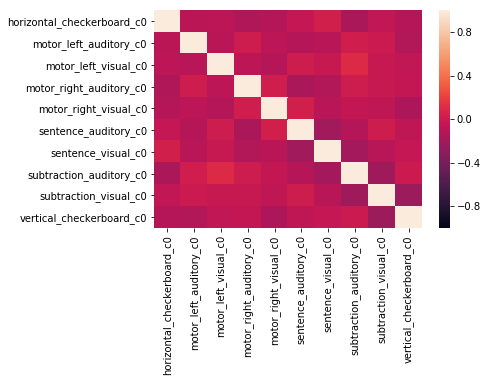 horizontal_checkerboard_c0
motor_left_auditory_c0
motor_left_visual_c0
motor_right_auditory_c0
motor_right_visual_c0
sentence_auditory_c0
sentence_visual_c0
subtraction_auditory_c0
subtraction_visual_c0
vertical_checkerboard_c0
horizontal_checkerboard_c0
motor_left_auditory_c0
motor_left_visual_c0
motor_right_auditory_c0
motor_right_visual_c0
sentence_auditory_c0
sentence_visual_c0
subtraction_auditory_c0
subtraction_visual_c0
vertical_checkerboard_c0
0.8
0.4
0.0
−0.4
−0.8